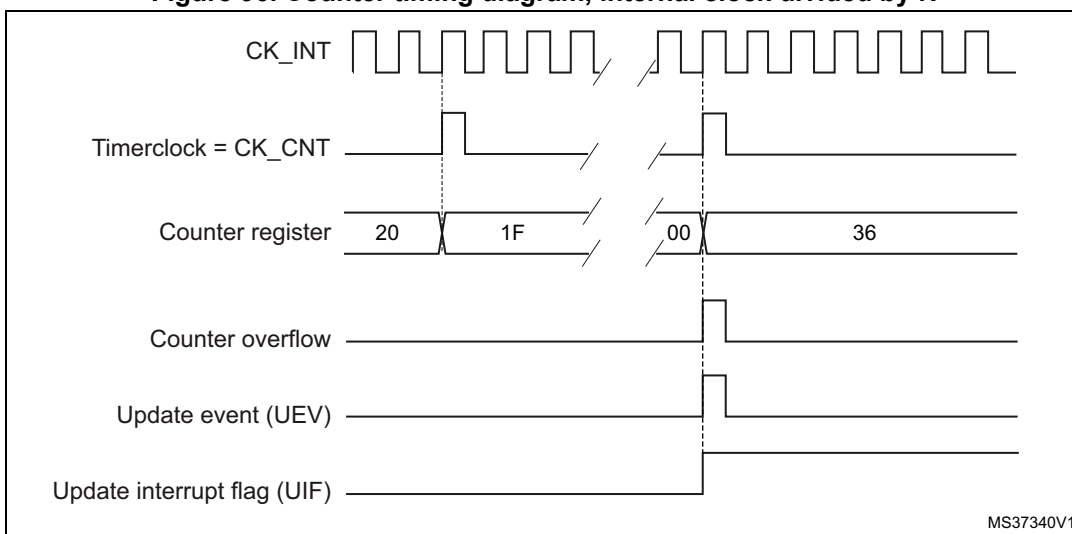 CK_INT
Timerclock = CK_CNT
Counter register 20 1F 00 36
Counter overflow
Update event (UEV)
Update interrupt flag (UIF)
MS37340V1